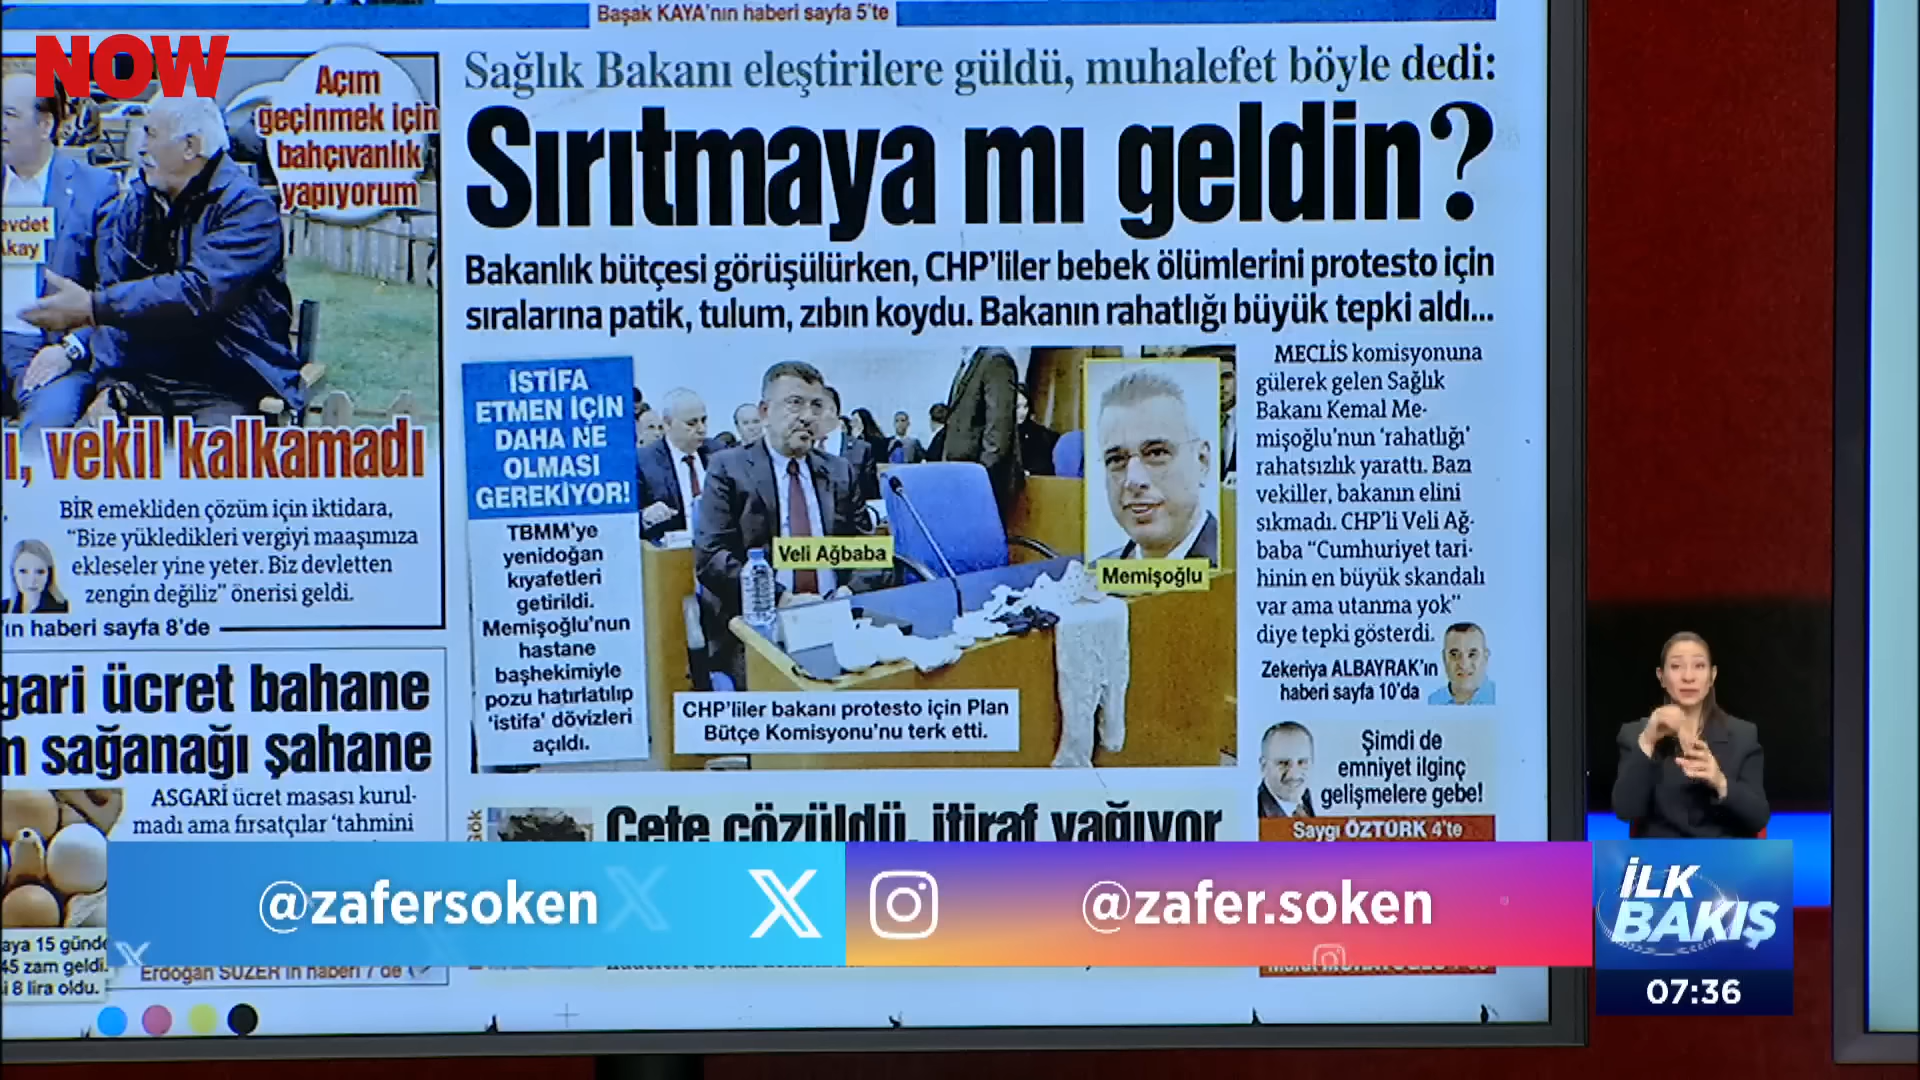 NOW
Başak KAYA'nın haberi sayfa 5'te
Açım
geçinmek için
bahçıvanlık
yapıyorum
evdet
kay
ı, vekil kalkamadı
BİR emekliden çözüm için iktidara,
"Bize yükledikleri vergiyi maaşımıza
ekleseler yine yeter. Biz devletten
zengin değiliz" önerisi geldi.
'ın haberi sayfa 8'de
gari ücret bahane
m sağanağı şahane
ASGARİ ücret masası kurul-
madı ama fırsatçılar 'tahmini
aya 15 günde
45 zam geldi.
i 8 lira oldu.
Erdoğan SÜZER'in haberi 7'de
Sağlık Bakanı eleştirilere güldü, muhalefet böyle dedi:
Sırıtmaya mı geldin?
Bakanlık bütçesi görüşülürken, CHP'liler bebek ölümlerini protesto için
sıralarına patik, tulum, zıbın koydu. Bakanın rahatlığı büyük tepki aldı...
İSTİFA
ETMEN İÇİN
DAHA NE
OLMASI
GEREKİYOR!
TBMM'ye
yenidoğan
kıyafetleri
getirildi.
Memişoğlu'nun
hastane
başhekimiyle
pozu hatırlatılıp
'istifa' dövizleri
açıldı.
Veli Ağbaba
Memişoğlu
CHP'liler bakanı protesto için Plan
Bütçe Komisyonu'nu terk etti.
MECLİS komisyonuna
gülerek gelen Sağlık
Bakanı Kemal Me-
mişoğlu'nun 'rahatlığı'
rahatsızlık yarattı. Bazı
vekiller, bakanın elini
sıkmadı. CHP'li Veli Ağ-
baba "Cumhuriyet tari-
hinin en büyük skandalı
var ama utanma yok"
diye tepki gösterdi.
Zekeriya ALBAYRAK'ın
haberi sayfa 10'da
Şimdi de
emniyet ilginç
gelişmelere gebe!
Saygı ÖZTÜRK 4'te
Çete çözüldü, itiraf yağıyor
@zafersoken
@zafer.soken
İLK
BAKIŞ
07:36